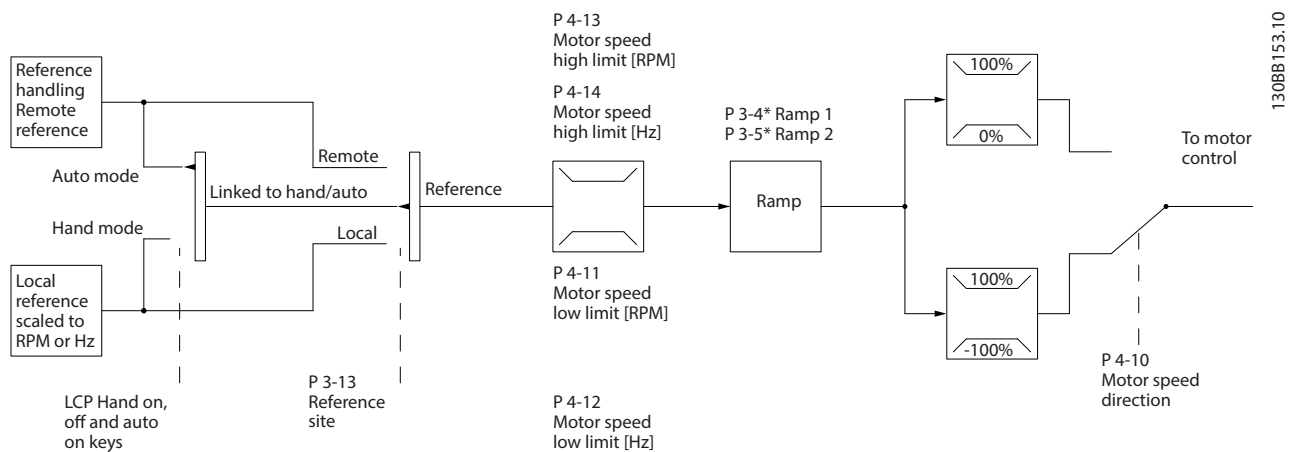 Reference
handling
Remote
reference
Auto mode
Hand mode
Local
reference
scaled to
RPM or Hz
LCP Hand on,
off and auto
on keys
Linked to hand/auto
Remote
Local
P 3-13
Reference
site
Reference
P 4-13
Motor speed
high limit [RPM]
P 4-14
Motor speed
high limit [Hz]
P 4-11
Motor speed
low limit [RPM]
P 4-12
Motor speed
low limit [Hz]
P 3-4* Ramp 1
P 3-5* Ramp 2
Ramp
100%
0%
100%
-100%
To motor
control
P 4-10
Motor speed
direction
130BB153.10